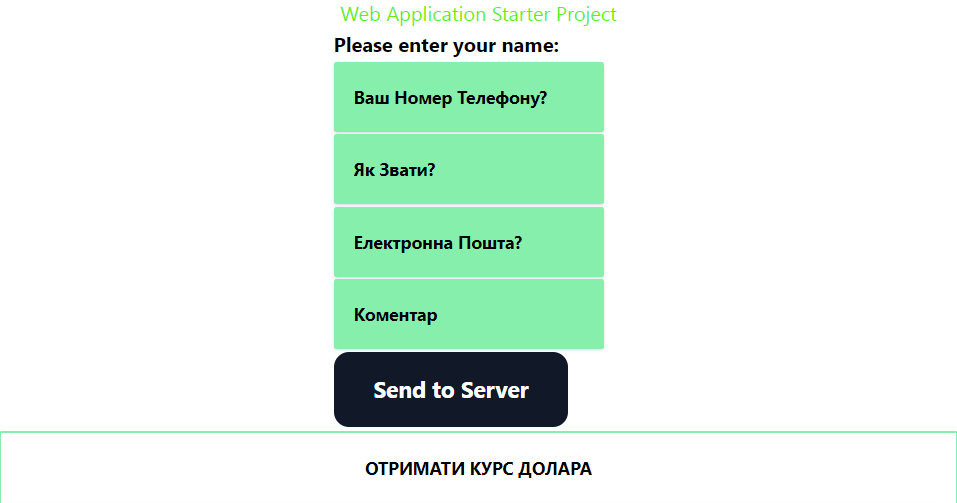 Web Application Starter Project
Please enter your name:
Ваш Номер Телефону?
Як Звати?
Електронна Пошта?
Коментар
Send to Server
ОТРИМАТИ КУРС ДОЛАРА